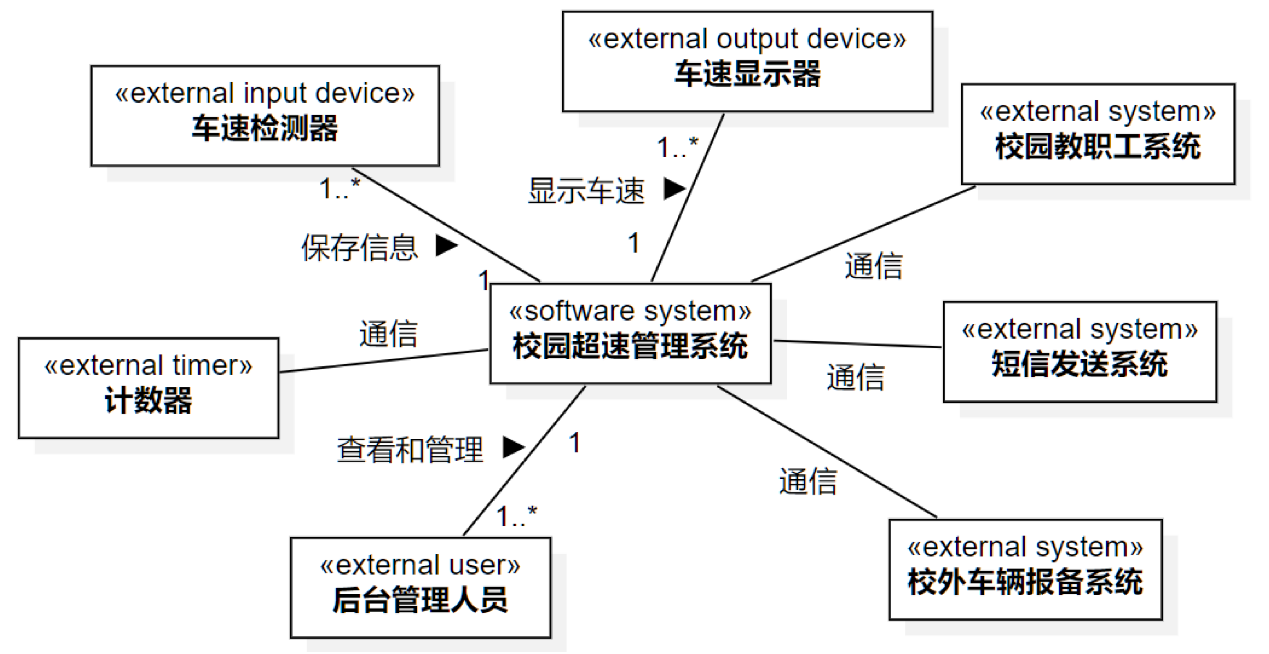 «external output device»
车速显示器
«external input device»
车速检测器
«external system»
校园教职工系统
1..*
1..*
显示车速 ▶
保存信息 ▶
1
通信
1
«software system»
校园超速管理系统
«external system»
短信发送系统
通信
«external timer»
计数器
通信
查看和管理 ▶
1
通信
1..*
«external user»
后台管理人员
«external system»
校外车辆报备系统